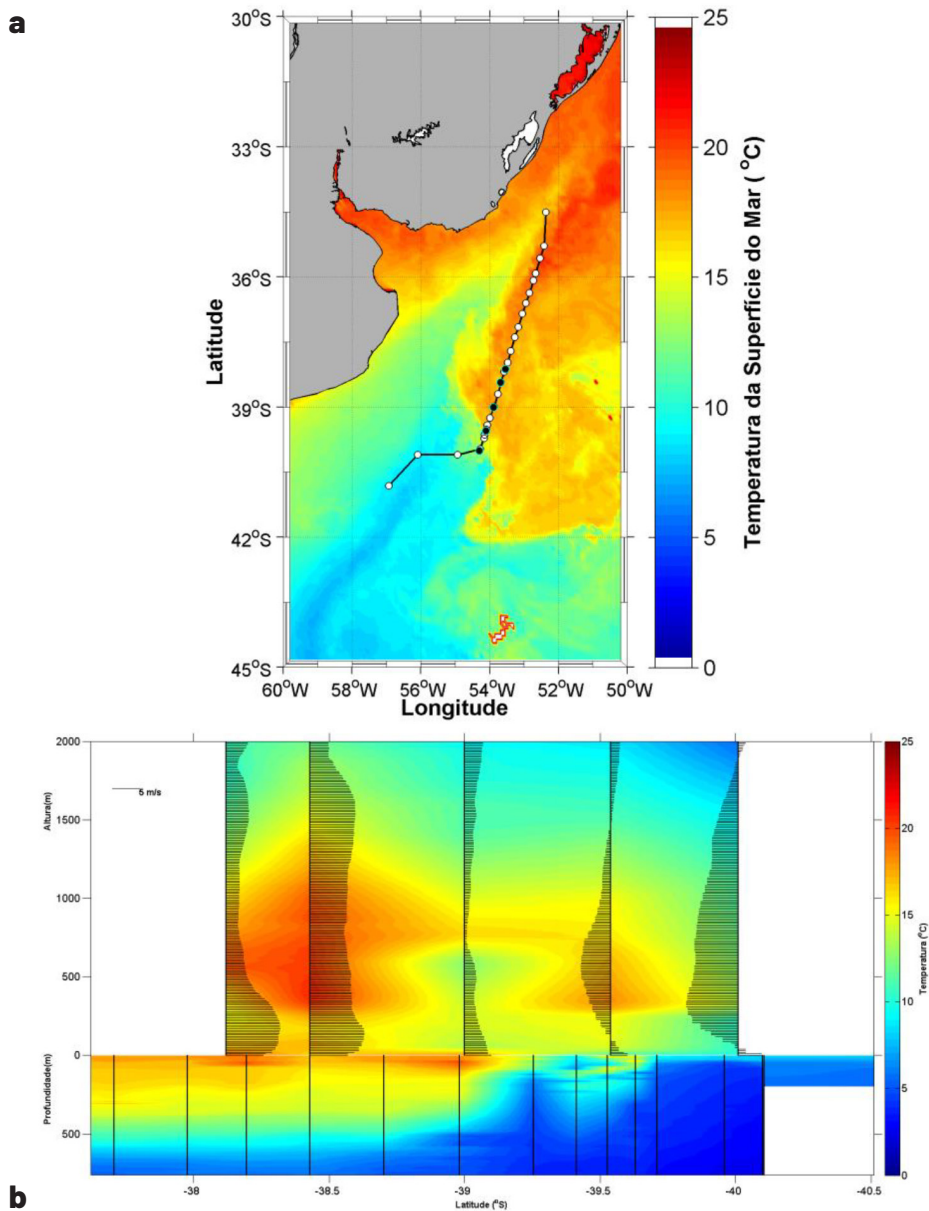 a
30°S
33°S
36°S
39°S
42°S
45°S
Latitude
60°W 58°W 56°W 54°W 52°W 50°W
Longitude
25
20
15
10
5
0
Temperatura da Superfície do Mar ( °C)
2000
1500
1000
500
0
500
Altura(m)
Profundidade(m)
5 m/s
-38 -38.5 -39 -39.5 -40 -40.5
Latitude (°S)
25
20
15
10
5
0
Temperatura (°C)
b